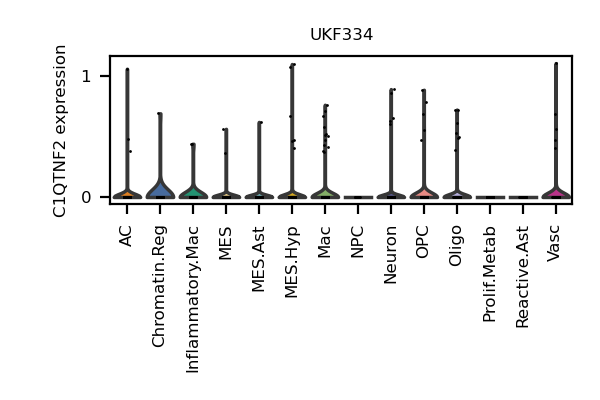 UKF334
C1QTNF2 expression
1
0
AC
Chromatin.Reg
Inflammatory.Mac
MES
MES.Ast
MES.Hyp
Mac
NPC
Neuron
OPC
Oligo
Prolif.Metab
Reactive.Ast
Vasc